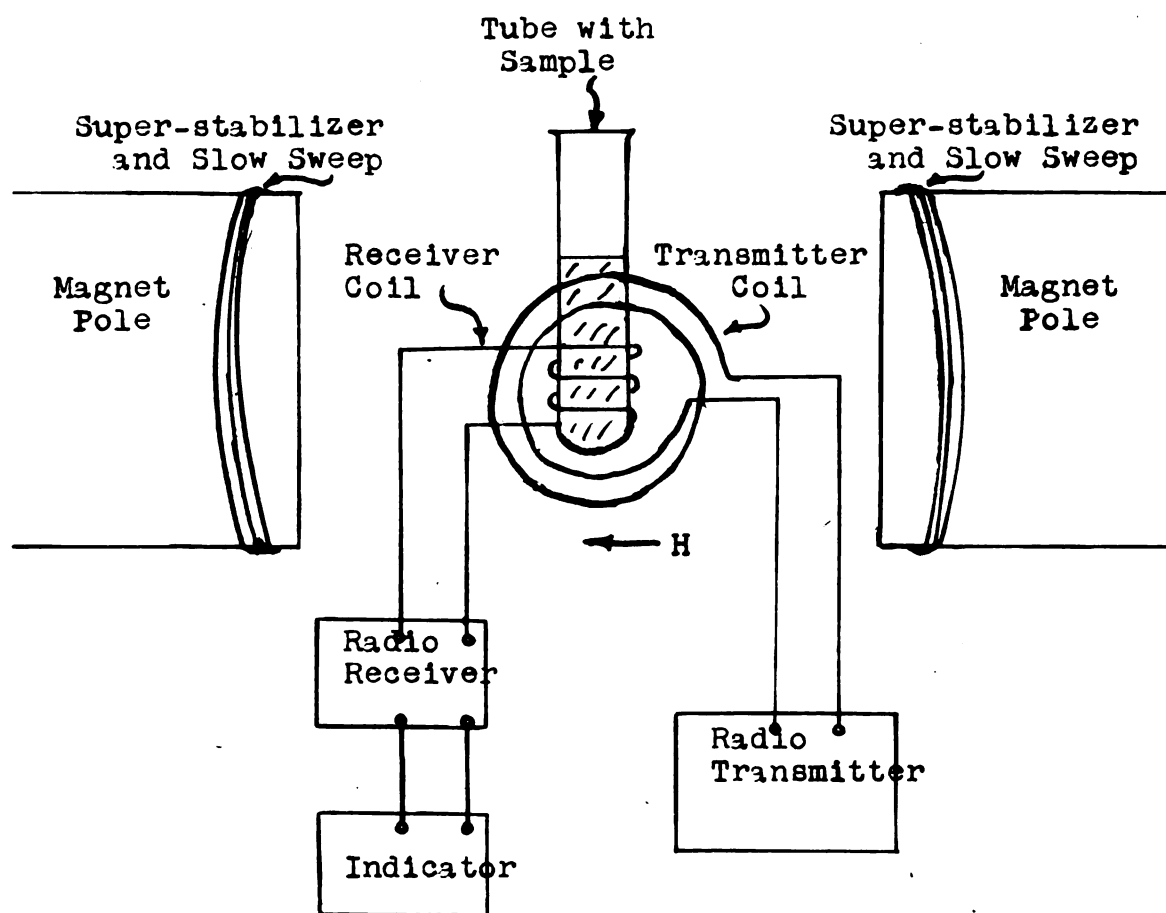 Tube with
Sample
Super-stabilizer
and Slow Sweep
Super-stabilizer
and Slow Sweep
Receiver
Coil
Transmitter
Coil
Magnet
Pole
Magnet
Pole
H
Radio
Receiver
Radio
Transmitter
Indicator